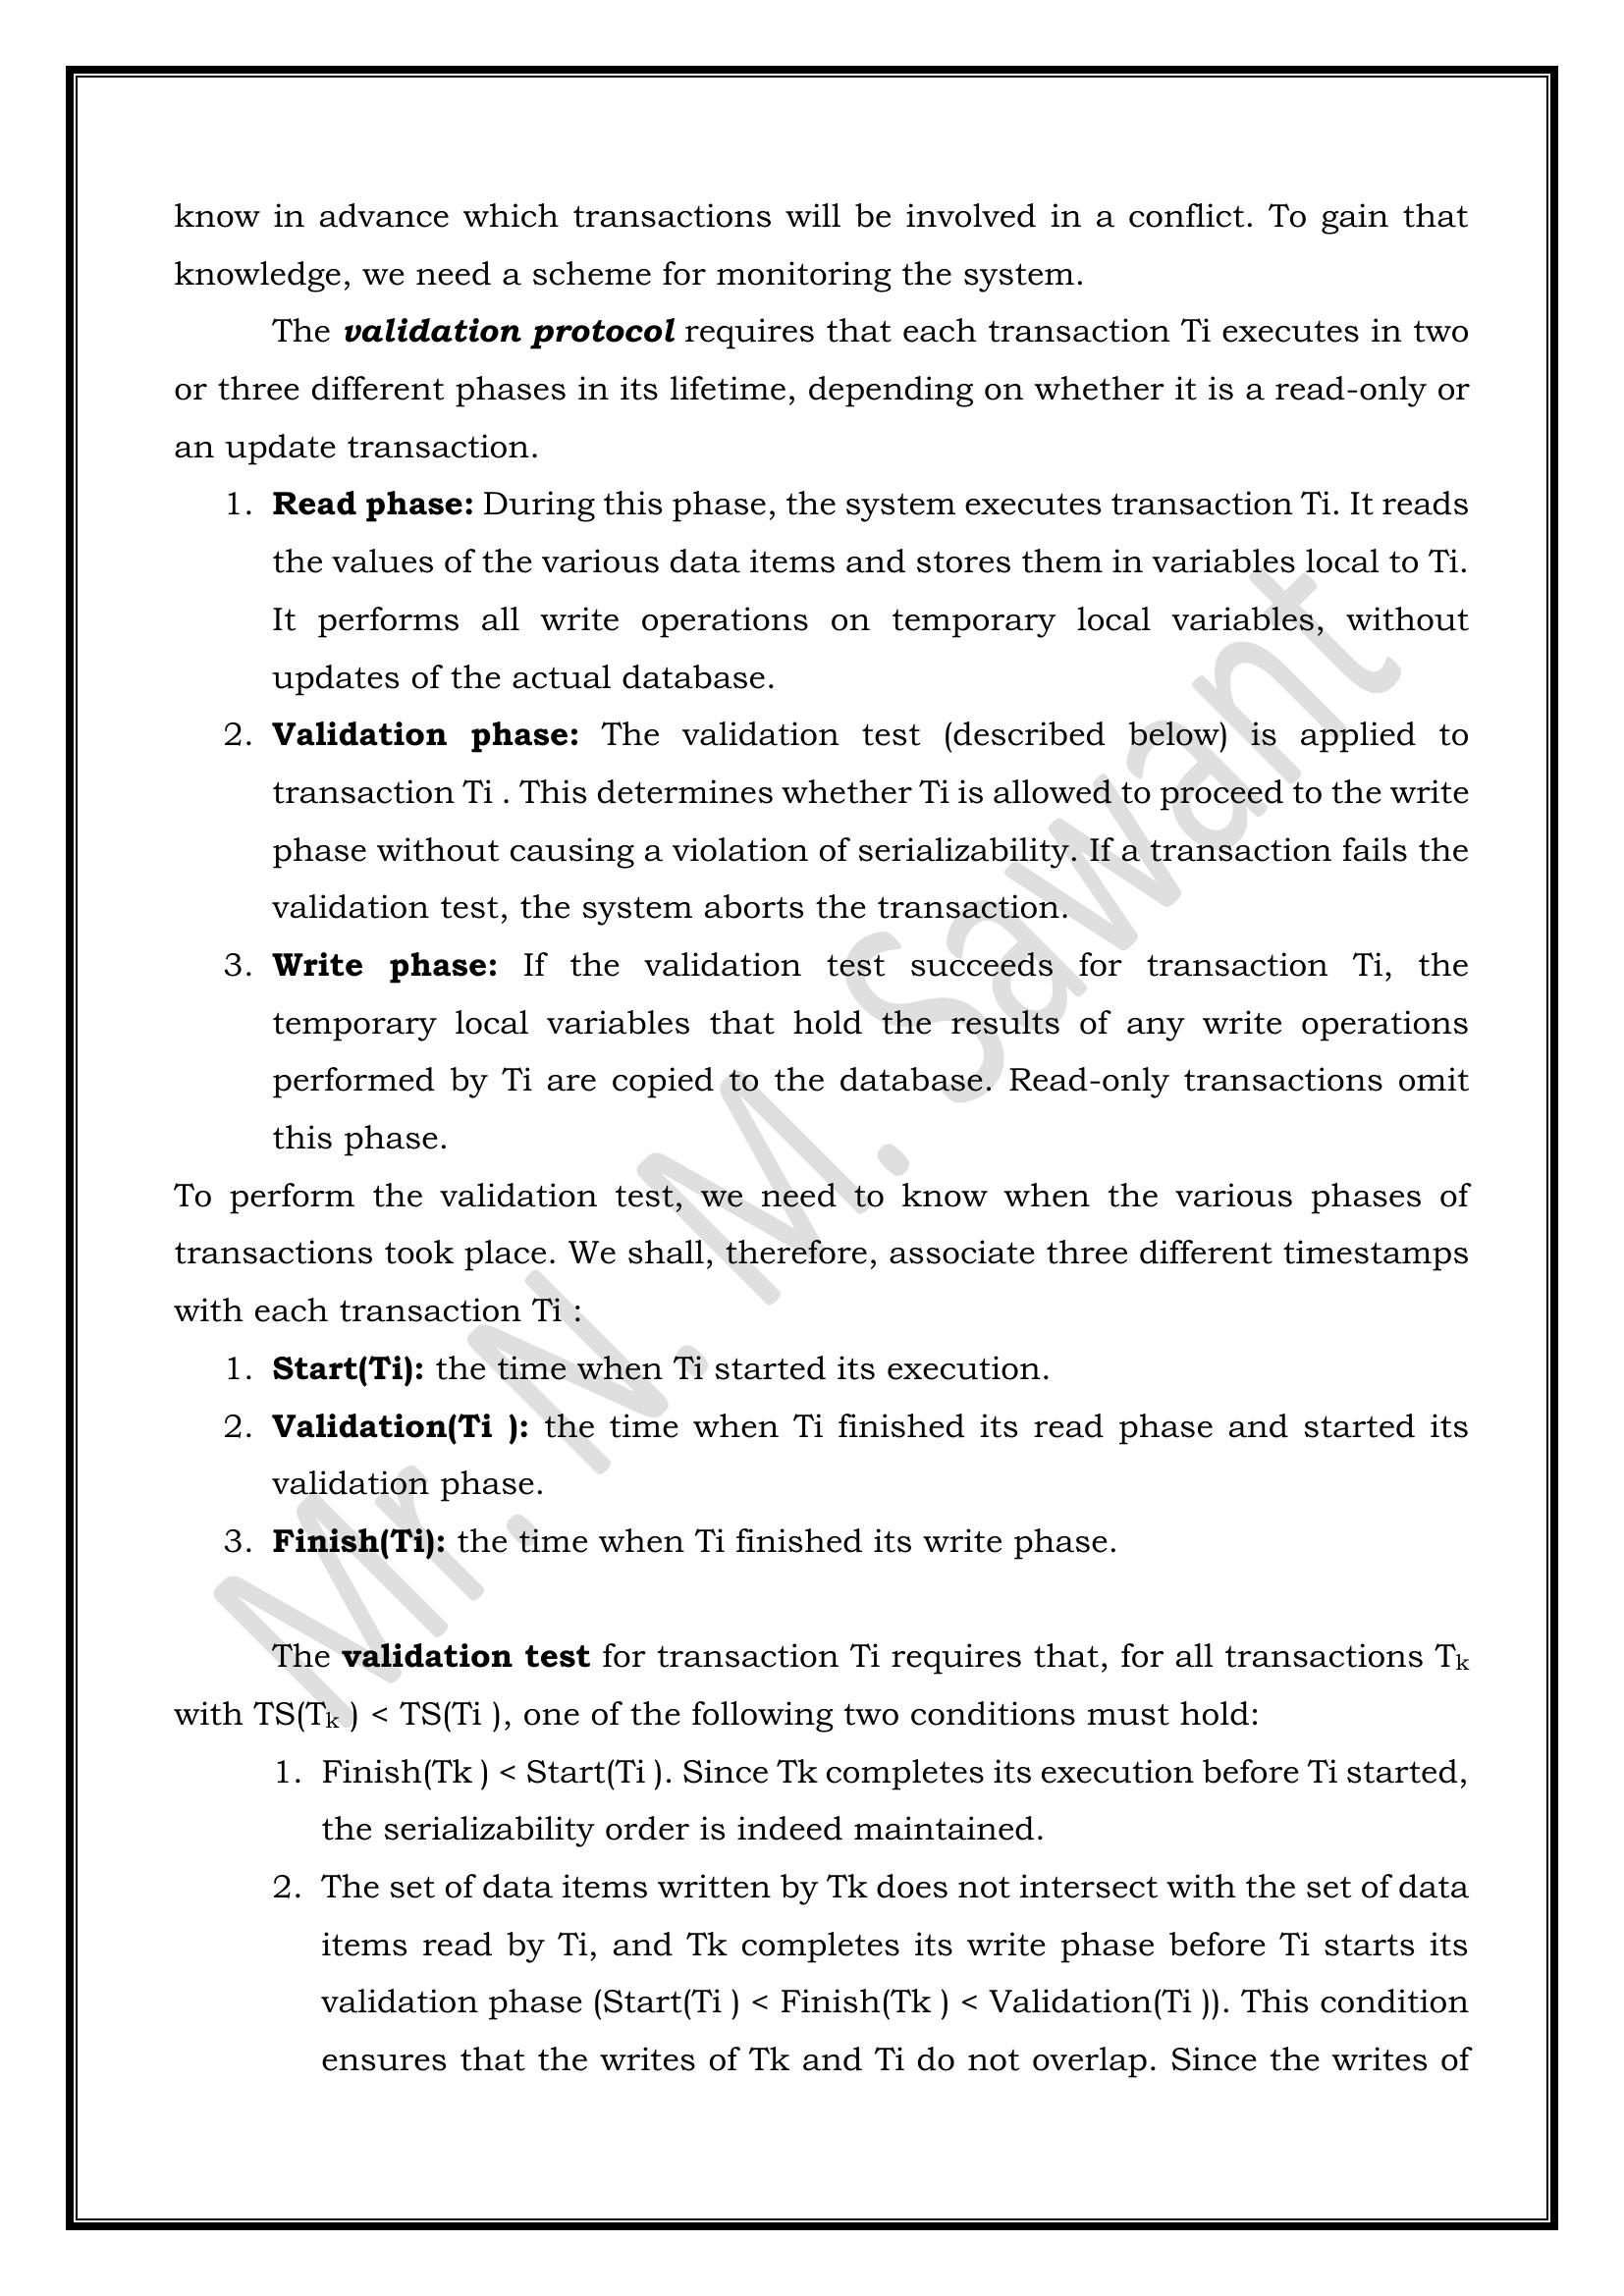 know in advance which transactions will be involved in a conflict. To gain that
knowledge, we need a scheme for monitoring the system.
The validation protocol requires that each transaction Ti executes in two
or three different phases in its lifetime, depending on whether it is a read-only or
an update transaction.
1. Read phase: During this phase, the system executes transaction Ti. It reads
the values of the various data items and stores them in variables local to Ti.
It performs all write operations on temporary local variables, without
updates of the actual database.
2. Validation phase: The validation test (described below) is applied to
transaction Ti . This determines whether Ti is allowed to proceed to the write
phase without causing a violation of serializability. If a transaction fails the
validation test, the system aborts the transaction.
3. Write phase: If the validation test succeeds for transaction Ti, the
temporary local variables that hold the results of any write operations
performed by Ti are copied to the database. Read-only transactions omit
this phase.
To perform the validation test, we need to know when the various phases of
transactions took place. We shall, therefore, associate three different timestamps
with each transaction Ti :
1. Start(Ti): the time when Ti started its execution.
2. Validation(Ti ): the time when Ti finished its read phase and started its
validation phase.
3. Finish(Ti): the time when Ti finished its write phase.
The validation test for transaction Ti requires that, for all transactions Tk
with TS(Tk ) < TS(Ti ), one of the following two conditions must hold:
1. Finish(Tk ) < Start(Ti ). Since Tk completes its execution before Ti started,
the serializability order is indeed maintained.
2. The set of data items written by Tk does not intersect with the set of data
items read by Ti, and Tk completes its write phase before Ti starts its
validation phase (Start(Ti ) < Finish(Tk ) < Validation(Ti )). This condition
ensures that the writes of Tk and Ti do not overlap. Since the writes of
Mr. N. M. Sawant